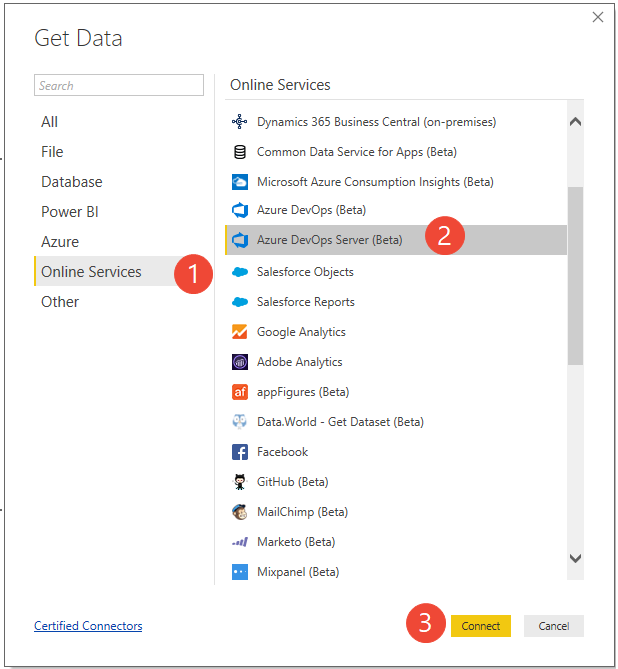 Get Data
Search
All
File
Database
Power BI
Azure
Online Services
1
Other
Online Services
Dynamics 365 Business Central (on-premises)
Common Data Service for Apps (Beta)
Microsoft Azure Consumption Insights (Beta)
Azure DevOps (Beta)
Azure DevOps Server (Beta)
2
Salesforce Objects
Salesforce Reports
Google Analytics
Adobe Analytics
af
appFigures (Beta)
Data.World - Get Dataset (Beta)
Facebook
GitHub (Beta)
MailChimp (Beta)
Marketo (Beta)
Mixpanel (Beta)
Certified Connectors
3
Connect
Cancel